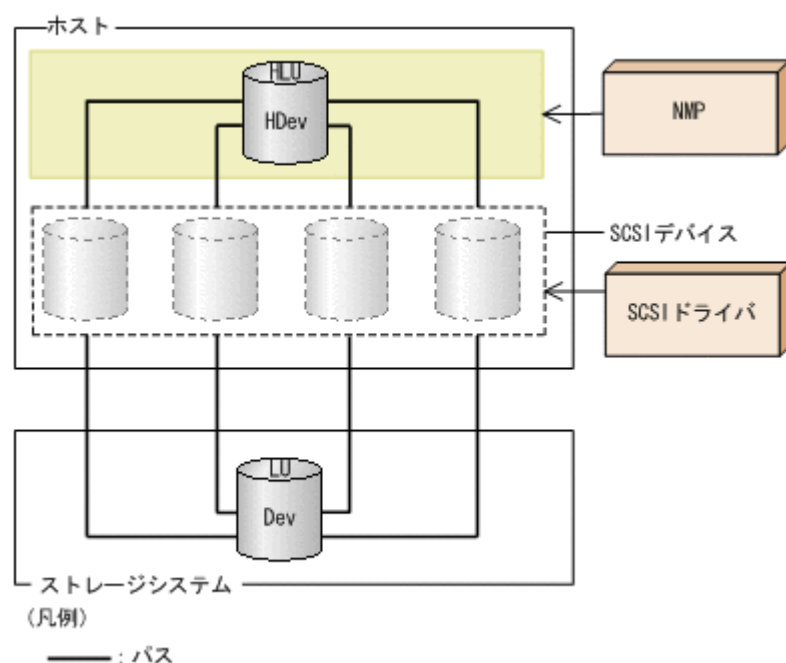 ホスト
HLU
HDev
NMP
SCSIデバイス
SCSIドライバ
LU
Dev
ストレージシステム
(凡例)
: パス